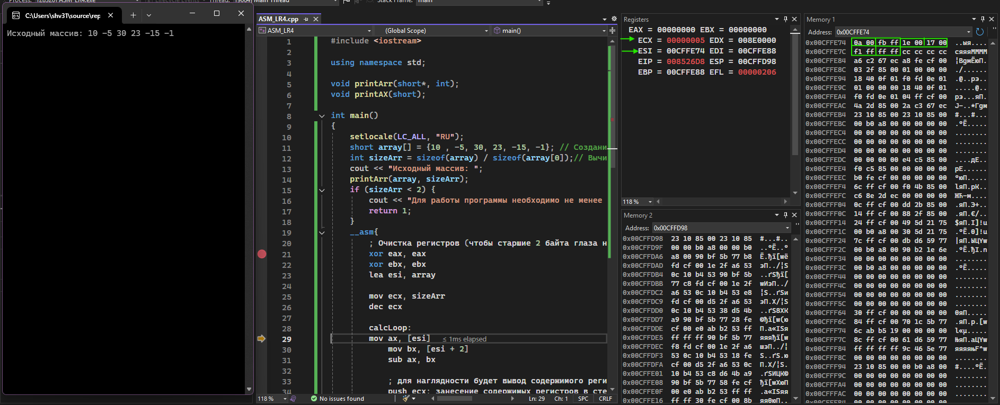 Process: [12832] ASM_LR4.exe Lifecycle Events Thread: [19064] Main Thread Stack Frame: main
C:\Users\shv31\source\rep
Исходный массив: 10 -5 30 23 -15 -1
ASM_LR4.cpp
ASM_LR4 (Global Scope) main()
1 #include <iostream>
2
3 using namespace std;
4
5 void printArr(short*, int);
6 void printAX(short);
7
8 int main()
9 {
10 setlocale(LC_ALL, "RU");
11 short array[] = {10 , -5, 30, 23, -15, -1}; // Создани
12 int sizeArr = sizeof(array) / sizeof(array[0]);// Вычи
13 cout << "Исходный массив: ";
14 printArr(array, sizeArr);
15 if (sizeArr < 2) {
16 cout << "Для работы программы необходимо не менее
17 return 1;
18 }
19 __asm{
20 ; Очистка регистров (чтобы старшие 2 байта глаза н
21 xor eax, eax
22 xor ebx, ebx
23 lea esi, array
24
25 mov ecx, sizeArr
26 dec ecx
27
28 calcLoop:
29 mov ax, [esi] ≤ 1ms elapsed
30 mov bx, [esi + 2]
31 sub ax, bx
33 ; для наглядности будет вывод содержимого реги
34 push ecx; занесение содержимых регистров в сте
118 % No issues found Ln: 29 Ch: 1 SPC CRLF
Registers
EAX = 00000000 EBX = 00000000
ECX = 00000005 EDX = 008E0000
ESI = 00CFFE74 EDI = 00CFFE88
EIP = 008526D8 ESP = 00CFFD98
EBP = 00CFFE88 EFL = 00000206
118 %
Memory 2
Address: 0x00CFFD98
0x00CFFD98 23 10 85 00 23 10 85 #...#..
0x00CFFD9F 00 00 b0 a8 00 00 b0 ..°Ё..°
0x00CFFDA6 a8 00 90 bf 5b 77 b8 Ё.ђї[wё
0x00CFFDAD fd cf 00 1e 2f a6 53 эП../¦S
0x00CFFDB4 0c 10 b4 53 90 bf 5b ..ґSђї[
0x00CFFDBB 77 c8 fd cf 00 1e 2f wИэП../
0x00CFFDC2 a6 53 0c 10 b4 53 e8 ¦S..ґSи
0x00CFFDC9 fd cf 00 d5 2f a6 53 эП.Х/¦S
0x00CFFDD0 0c 10 b4 53 38 d5 4b ..ґS8ХK
0x00CFFDD7 a9 90 bf 5b 77 28 fe ©ђї[w(ю
0x00CFFDDE cf 00 e0 ab b2 53 ff П.а«ІSя
0x00CFFDE5 ff ff ff 90 bf 5b 77 яяяђї[w
0x00CFFDEC f8 fd cf 00 1e 2f a6 шэП../¦
0x00CFFDF3 53 0c 10 b4 53 18 fe S..ґS.ю
0x00CFFDFA cf 00 d5 2f a6 53 0c П.Х/¦S.
0x00CFFE01 10 b4 53 c8 d6 4b a9 .ґSИЦK©
0x00CFFE08 90 bf 5b 77 58 fe cf ђї[wXюП
0x00CFFE0F 00 e0 ab b2 53 ff ff .а«ІSяя
0x00CFFE16 ff ff 30 fe cf 00 8b
Memory 1
Address: 0x00CFFE74
0x00CFFE74 0a 00 fb ff 1e 00 17 00 ..ыя....
0x00CFFE7C f1 ff ff ff cc cc cc cc сяяяММММ
0x00CFFE84 a6 c2 67 ec a8 fe cf 00 ¦ВgмЁюП.
0x00CFFE8C 03 2f 85 00 01 00 00 00 ./......
0x00CFFE94 18 40 0f 01 f0 fd 0e 01 .@..рэ..
0x00CFFE9C 01 00 00 00 18 40 0f 01 .....@..
0x00CFFEA4 f0 fd 0e 01 04 ff cf 00 рэ...яП.
0x00CFFEAC 4a 2d 85 00 2a c3 67 ec J-..*Гgм
0x00CFFEB4 23 10 85 00 23 10 85 00 #...#...
0x00CFFEBC 00 b0 a8 00 00 00 00 00 .°Ё.....
0x00CFFEC4 00 00 00 00 00 00 00 00 ........
0x00CFFECC 00 00 00 00 00 00 00 00 ........
0x00CFFED4 00 00 00 00 00 00 00 00 ........
0x00CFFEDC 00 00 00 00 e4 c5 85 00 ....дЕ..
0x00CFFEE4 f0 c5 85 00 00 00 00 00 рЕ......
0x00CFFEEC b0 fe cf 00 00 00 00 00 °юП.....
0x00CFFEF4 6c ff cf 00 f0 4b 85 00 lяП.рK..
0x00CFFEFC c6 8e 2d ec 00 00 00 00 ЖЋ-м....
0x00CFFF04 0c ff cf 00 dd 2b 85 00 .яП.Э+..
0x00CFFF0C 14 ff cf 00 88 2f 85 00 .яП.€/..
0x00CFFF14 24 ff cf 00 49 5d 21 75 $яП.I]!u
0x00CFFF1C 00 b0 a8 00 30 5d 21 75 .°Ё.0]!u
0x00CFFF24 7c ff cf 00 db d6 59 77 |яП.ЫЦYw
0x00CFFF2C 00 b0 a8 00 90 b2 1e 6e .°Ё.ђІ.n
0x00CFFF34 00 00 00 00 00 00 00 00 ........
0x00CFFF3C 00 b0 a8 00 00 00 00 00 .°Ё.....
0x00CFFF44 00 00 00 00 00 00 00 00 ........
0x00CFFF4C 00 00 00 00 00 00 00 00 ........
0x00CFFF54 00 00 00 00 00 00 00 00 ........
0x00CFFF5C 00 00 00 00 00 00 00 00 ........
0x00CFFF64 30 ff cf 00 00 00 00 00 0яП.....
0x00CFFF6C 84 ff cf 00 70 1c 5b 77 „яП.p.[w
0x00CFFF74 6c ab b5 19 00 00 00 00 l«µ.....
0x00CFFF7C 8c ff cf 00 61 d6 59 77 ЊяП.aЦYw
0x00CFFF84 ff ff ff ff 9c 46 5e 77 яяяяњF^w
0x00CFFF8C 00 00 00 00 00 00 00 00 ........
0x00CFFF94 23 10 85 00 00 b0 a8 00 #....°Ё.
0x00CFFF9C 00 00 00 00 00 00 00 00 ........
0x00CFFFA4 00 00 00 00 00 00 00 00 ........
0x00CFFFAC 00 00 00 00 00 00 00 00 ........